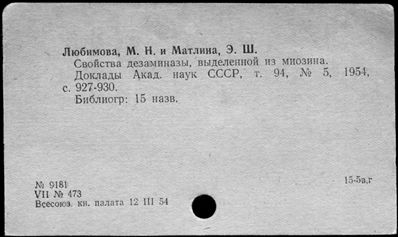 Любимова, М. Н. и Матлина, Э. Ш.
Свойства дезаминазы, выделенной из миозина.
Доклады Акад. наук СССР, т. 94, № 5, 1954,
с. 927-930.
Библиогр: 15 назв.
№ 9181
15-5а,г
VII № 473
Всесоюз. кн. палата 12 III 54